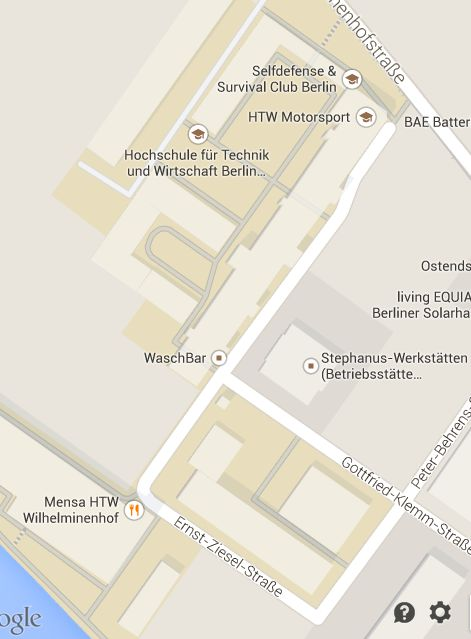 nenhofstraße
Selfdefense &
Survival Club Berlin
HTW Motorsport
BAE Batter
Hochschule für Technik
und Wirtschaft Berlin...
Ostends
living EQUIA
Berliner Solarha
WaschBar
Stephanus-Werkstätten
(Betriebsstätte...
Peter-Behrens-S
Gottfried-Klemm-Straße
Mensa HTW
Wilhelminenhof
Ernst-Ziesel-Straße
ogle
?